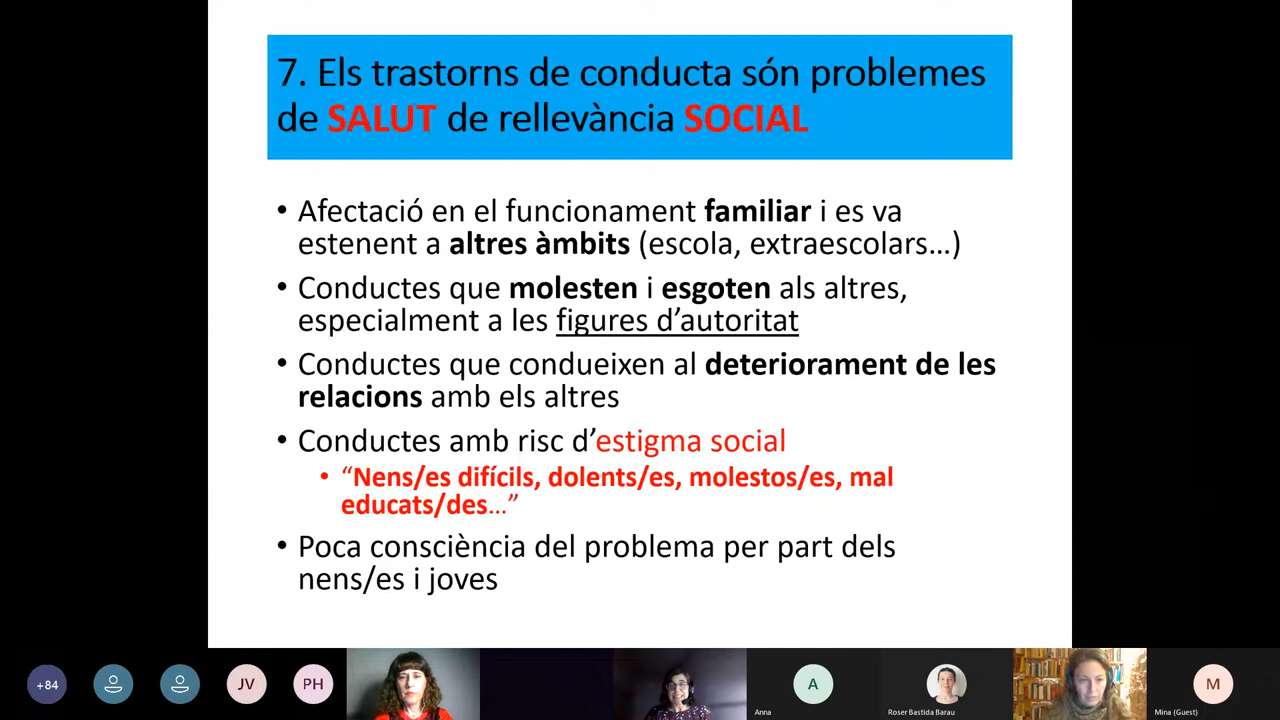 7. Els trastorns de conducta són problemes
de SALUT de rellevància SOCIAL
• Afectació en el funcionament familiar i es va
estenent a altres àmbits (escola, extraescolars...)
• Conductes que molesten i esgoten als altres,
especialment a les figures d’autoritat
• Conductes que condueixen al deteriorament de les
relacions amb els altres
• Conductes amb risc d’estigma social
• “Nens/es difícils, dolents/es, molestos/es, mal
educats/des...”
• Poca consciència del problema per part dels
nens/es i joves
+84
JV
PH
A
Anna
Roser Bastida Barau
M
Mina (Guest)